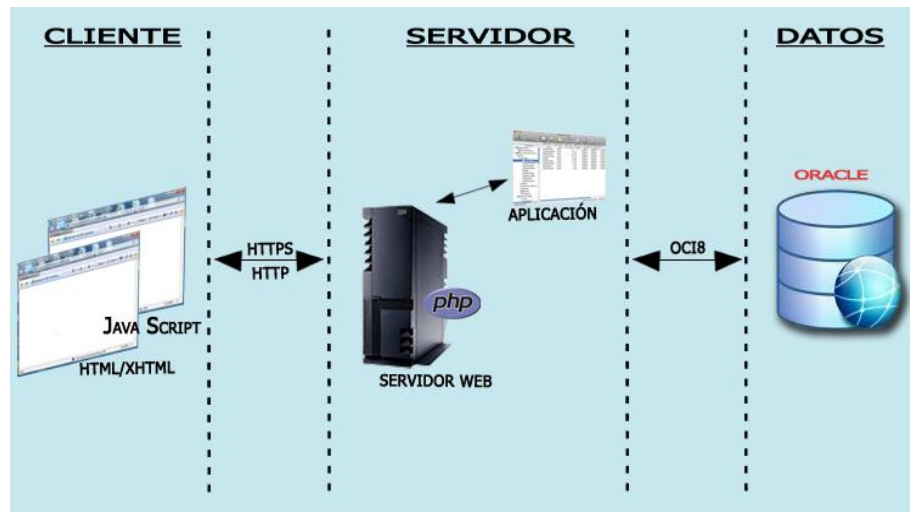 CLIENTE
SERVIDOR
DATOS
ORACLE
APLICACIÓN
HTTPS
HTTP
OCI8
php
JAVA SCRIPT
HTML/XHTML
SERVIDOR WEB